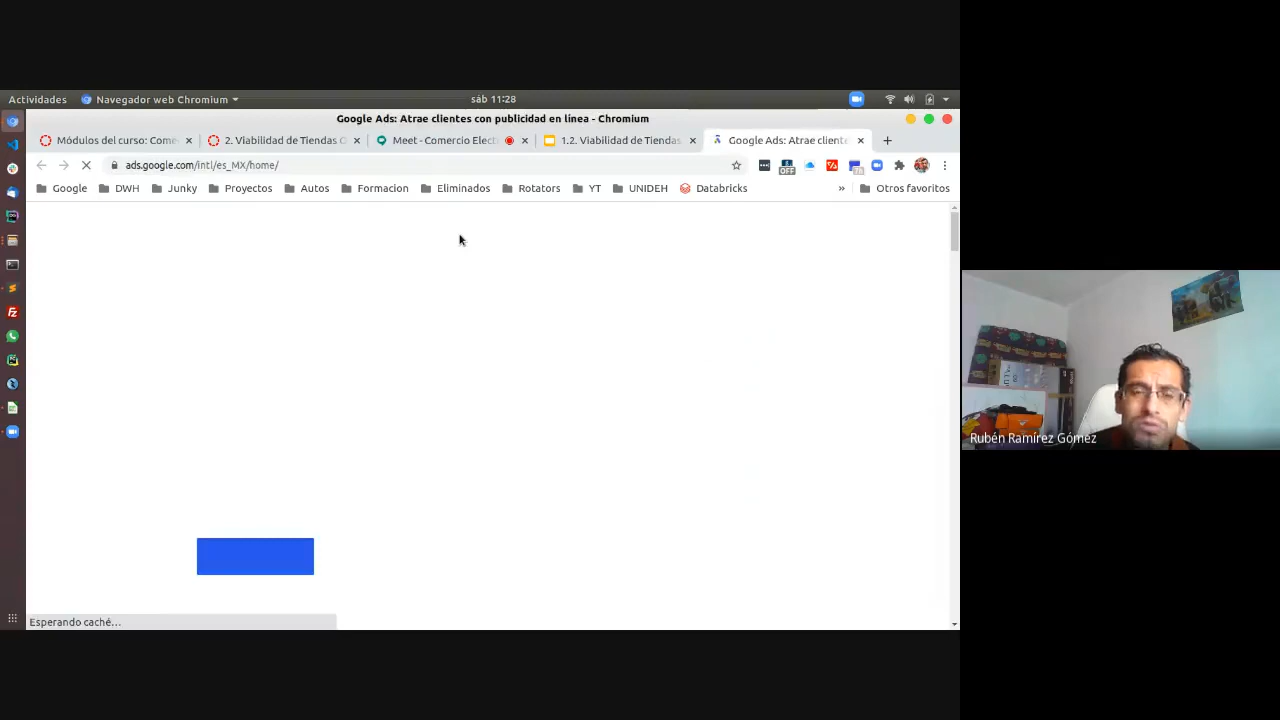 Actividades
Navegador web Chromium
sáb 11:28
Google Ads: Atrae clientes con publicidad en línea - Chromium
Módulos del curso: Come
2. Viabilidad de Tiendas O
Meet - Comercio Elect
1.2. Viabilidad de Tiendas
Google Ads: Atrae cliente
ads.google.com/intl/es_MX/home/
OFF
Google
DWH
Junky
Proyectos
Autos
Formacion
Eliminados
Rotators
YT
UNIDEH
Databricks
»
Otros favoritos
Rubén Ramírez Gómez
Esperando caché...